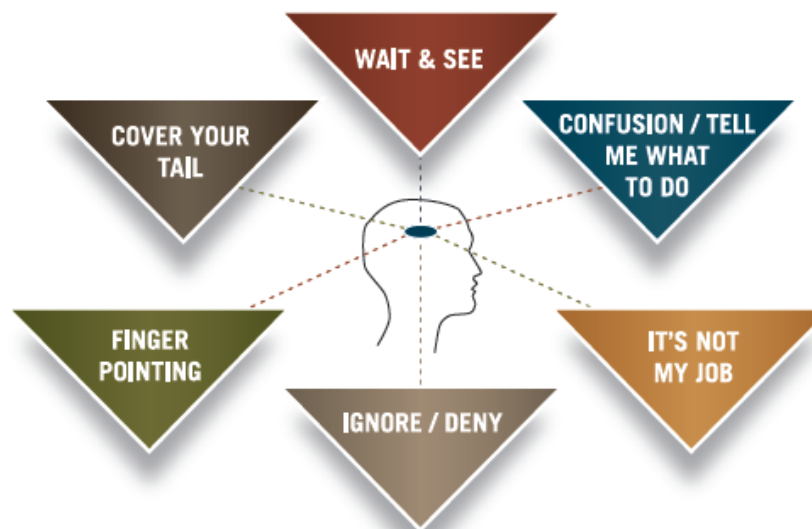 WAIT & SEE
COVER YOUR
TAIL
CONFUSION / TELL
ME WHAT
TO DO
FINGER
POINTING
IT'S NOT
MY JOB
IGNORE / DENY